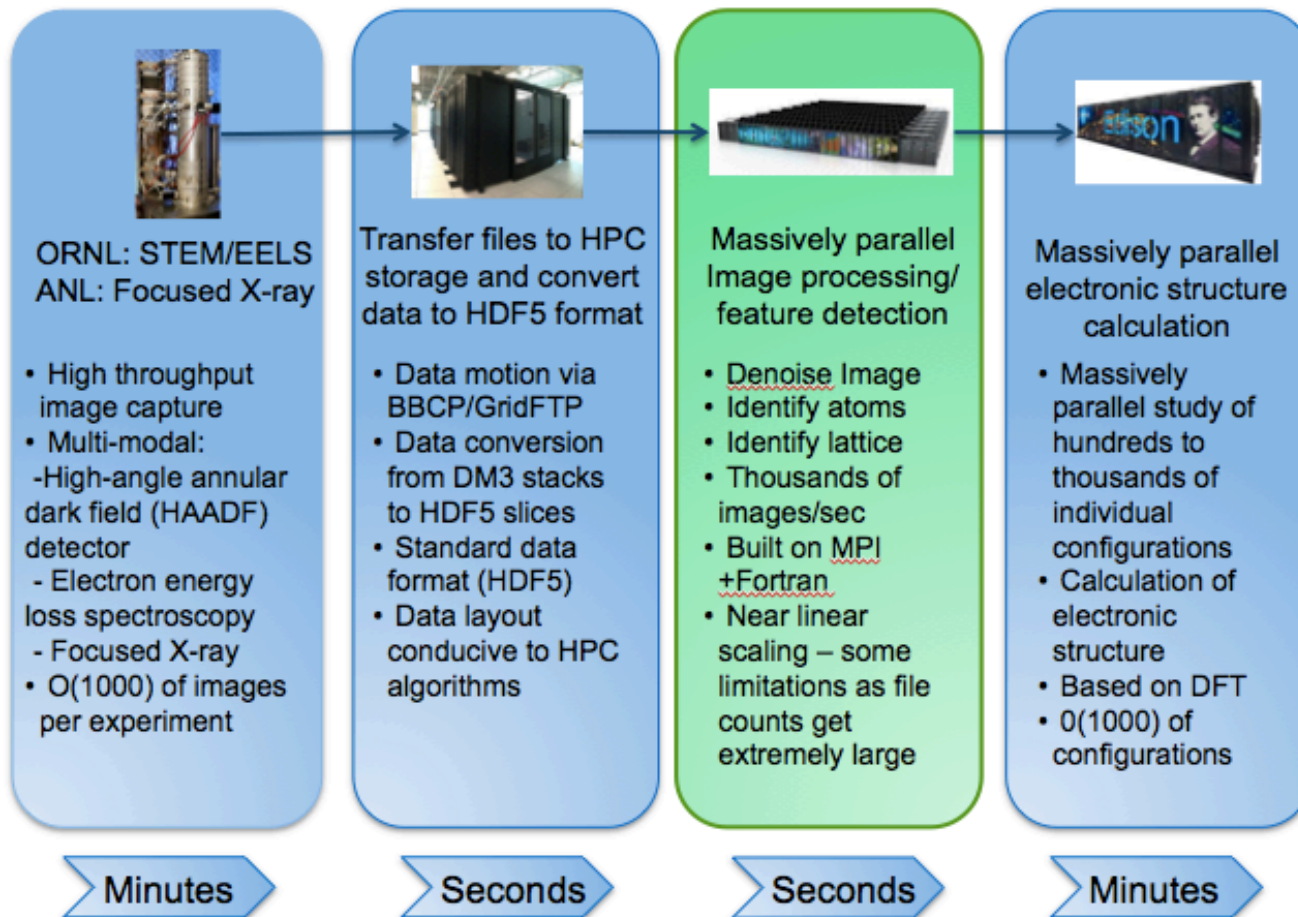 ORNL: STEM/EELS
ANL: Focused X-ray
• High throughput
image capture
• Multi-modal:
-High-angle annular
dark field (HAADF)
detector
- Electron energy
loss spectroscopy
- Focused X-ray
• O(1000) of images
per experiment
Transfer files to HPC
storage and convert
data to HDF5 format
• Data motion via
BBCP/GridFTP
• Data conversion
from DM3 stacks
to HDF5 slices
• Standard data
format (HDF5)
• Data layout
conducive to HPC
algorithms
Massively parallel
Image processing/
feature detection
• Denoise Image
• Identify atoms
• Identify lattice
• Thousands of
images/sec
• Built on MPI
+Fortran
• Near linear
scaling – some
limitations as file
counts get
extremely large
Edison
Massively parallel
electronic structure
calculation
• Massively
parallel study of
hundreds to
thousands of
individual
configurations
• Calculation of
electronic
structure
• Based on DFT
• 0(1000) of
configurations
Minutes
Seconds
Seconds
Minutes